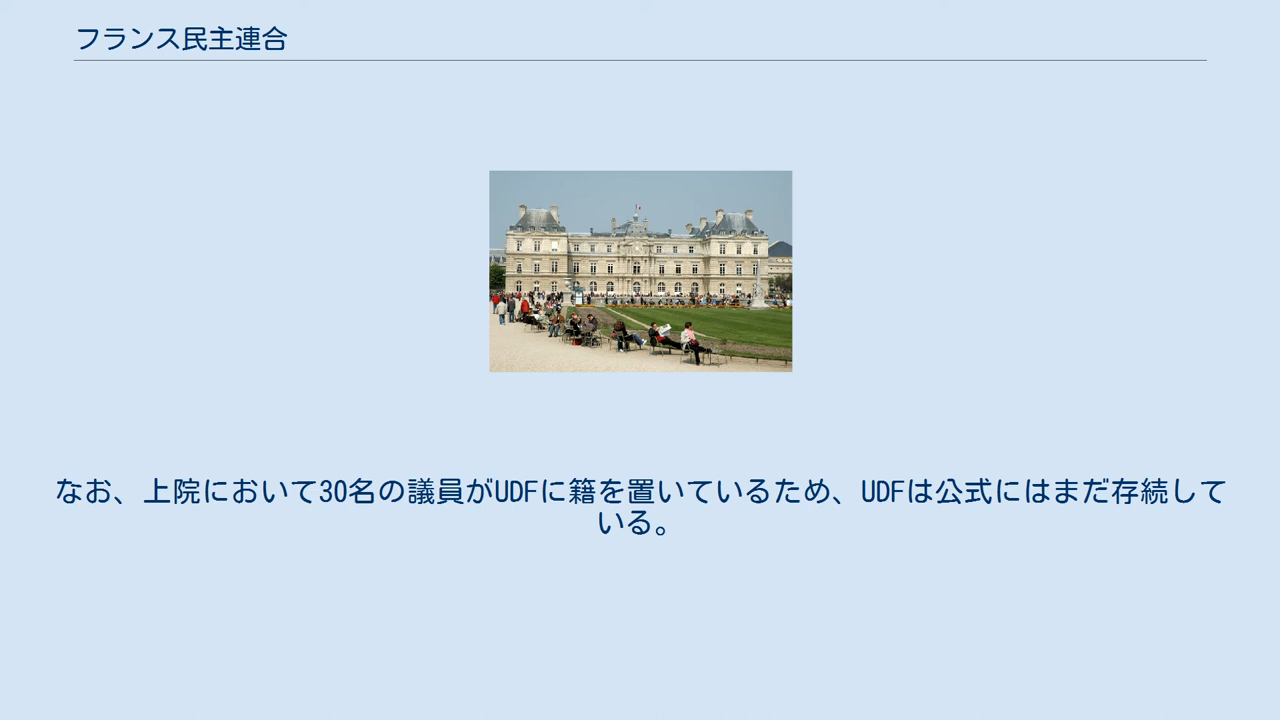 フランス民主連合
なお、上院において30名の議員がUDFに籍を置いているため、UDFは公式にはまだ存続して
いる。